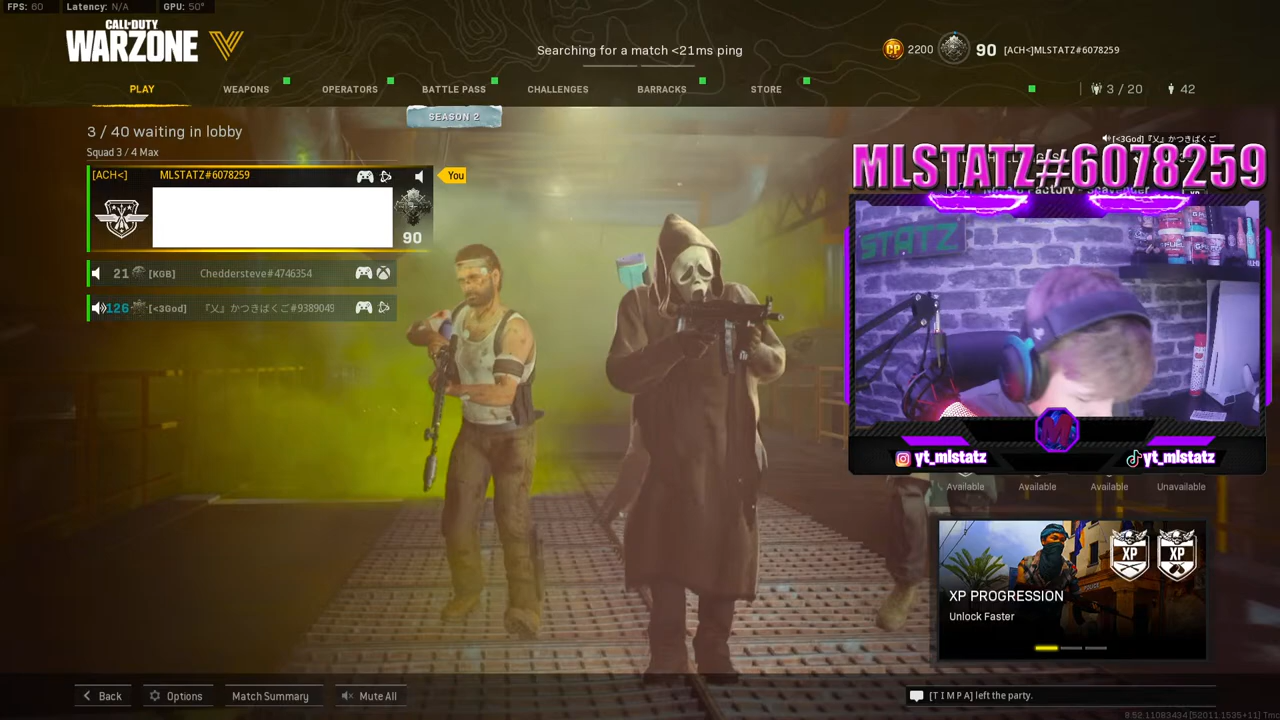 FPS: 60 Latency: N/A GPU: 50°
CALL OF DUTY
WARZONE
Searching for a match <21ms ping
CP 2200 90 [ACH<]MLSTATZ#6078259
PLAY WEAPONS OPERATORS BATTLE PASS CHALLENGES BARRACKS STORE
3 / 20 42
SEASON 2
3 / 40 waiting in lobby
Squad 3 / 4 Max
[ACH<] MLSTATZ#6078259
You
90
21 [KGB] Cheddersteve#4746354
126 [<3God] 『乂』かつきばくご#9389049
[<3God]『乂』かつきばくご
MLSTATZ#6078259
STATZ
M
yt_mlstatz yt_mlstatz
Available Available Available Unavailable
XP XP
XP PROGRESSION
Unlock Faster
Back Options Match Summary Mute All
[T I M P A] left the party.